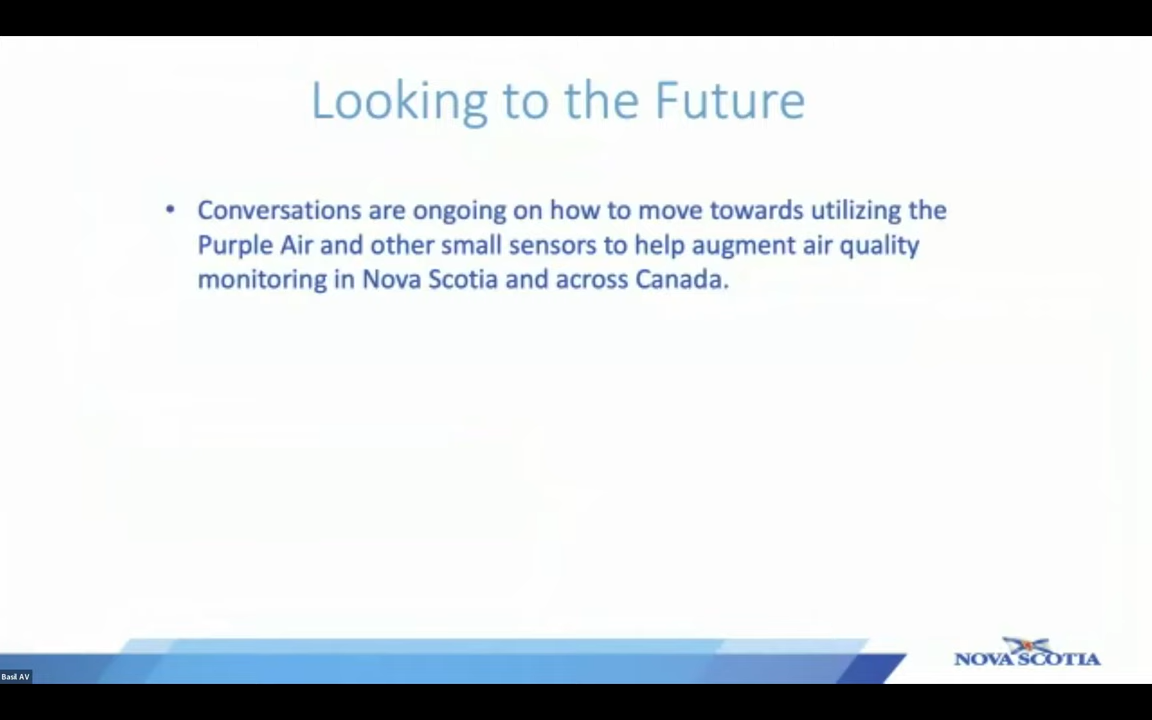 Looking to the Future
• Conversations are ongoing on how to move towards utilizing the
Purple Air and other small sensors to help augment air quality
monitoring in Nova Scotia and across Canada.
NOVA SCOTIA
Basil AV